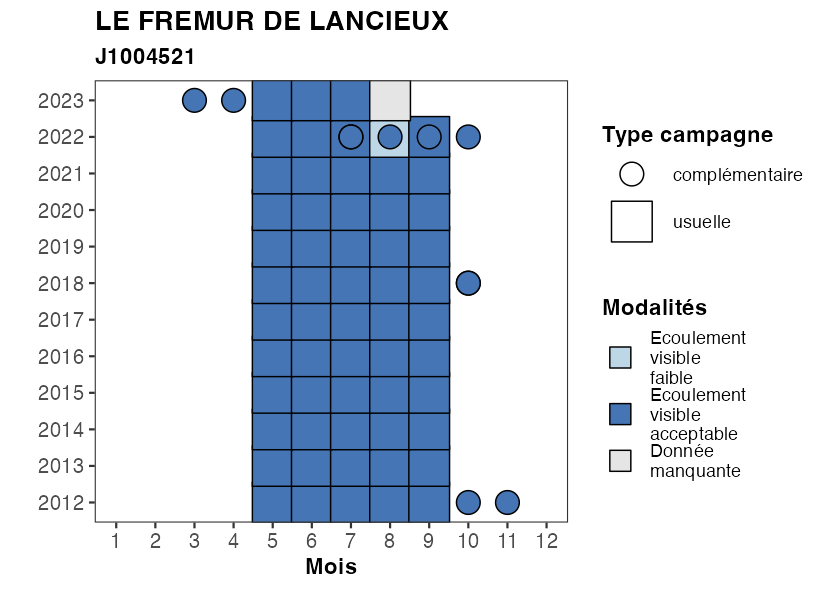 LE FREMUR DE LANCIEUX
J1004521
2023
2022
2021
2020
2019
2018
2017
2016
2015
2014
2013
2012
1 2 3 4 5 6 7 8 9 10 11 12
Mois
Type campagne
complémentaire
usuelle
Modalités
Ecoulement
visible
faible
Ecoulement
visible
acceptable
Donnée
manquante